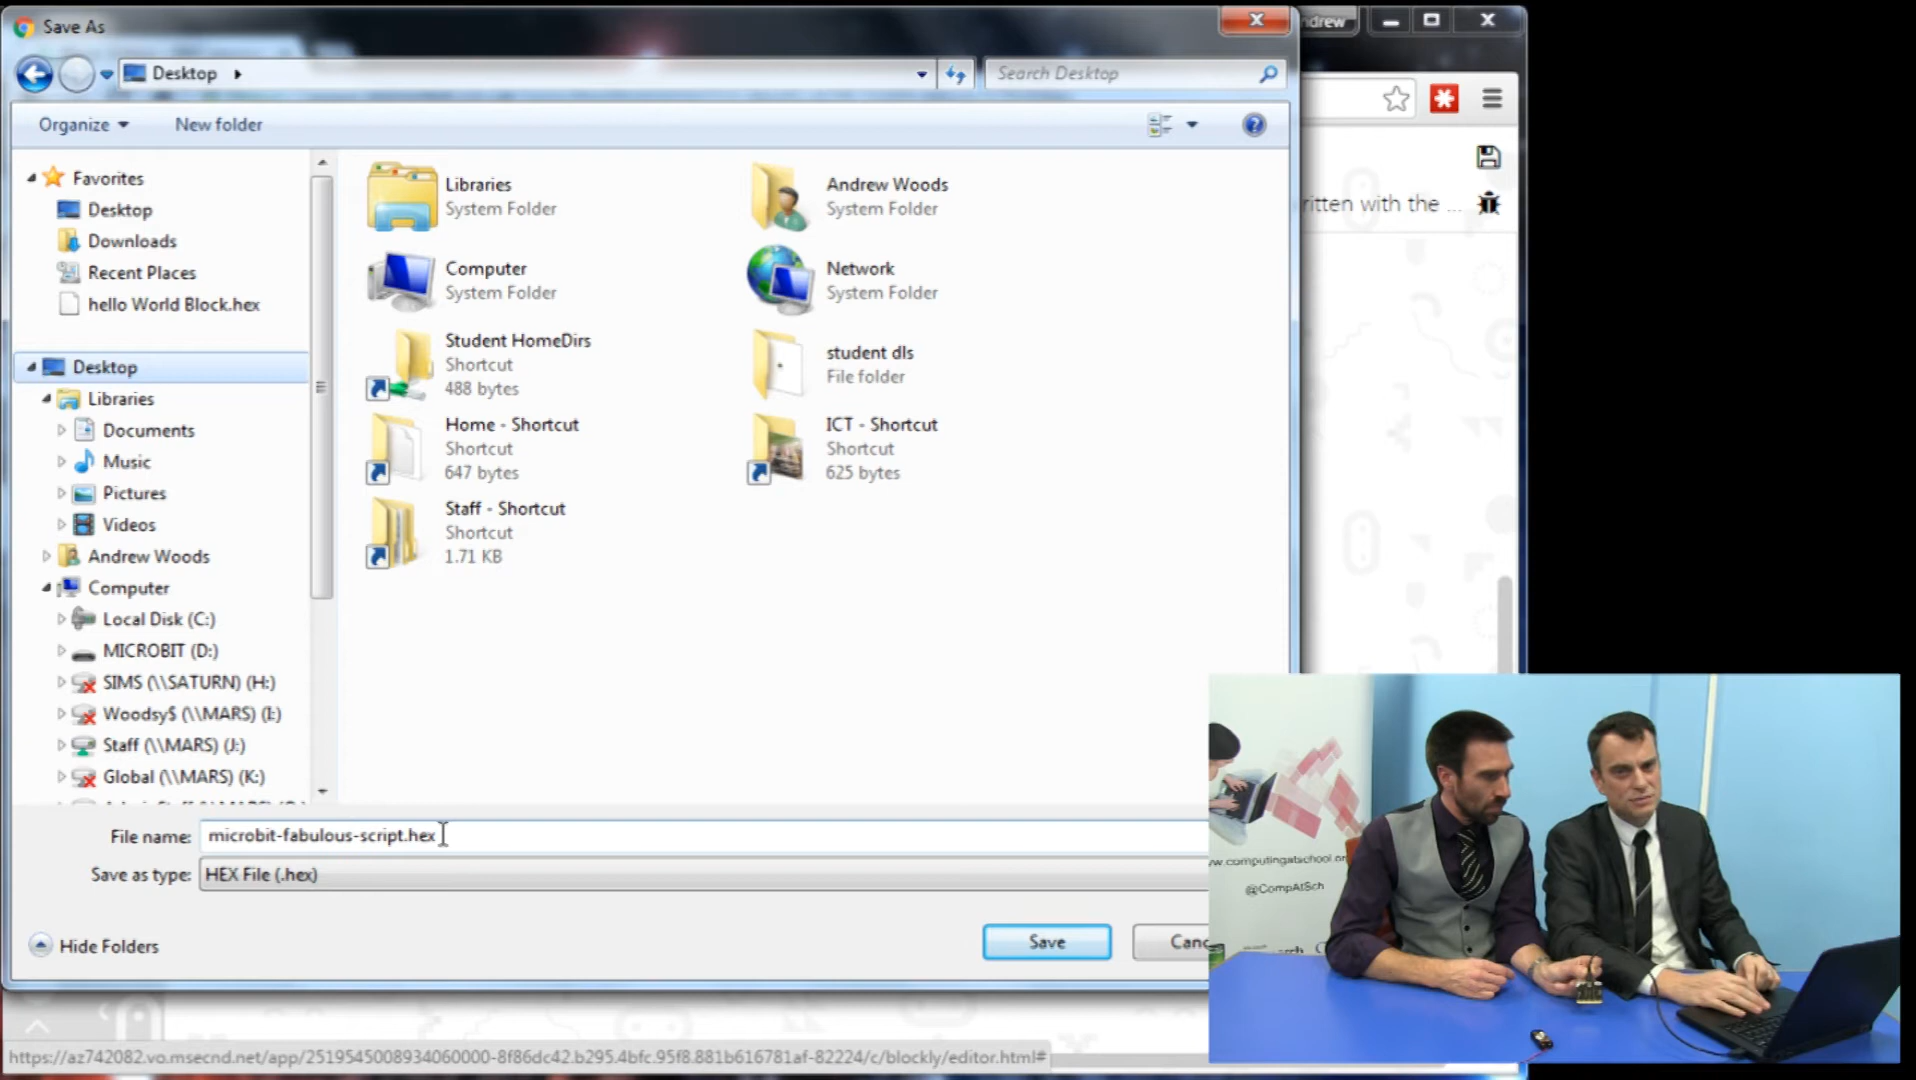 Save As
ndrew
Desktop
Search Desktop
Organize
New folder
Favorites
Desktop
Downloads
Recent Places
hello World Block.hex
Desktop
Libraries
Documents
Music
Pictures
Videos
Andrew Woods
Computer
Local Disk (C:)
MICROBIT (D:)
SIMS (\\SATURN) (H:)
Woodsy$ (\\MARS) (I:)
Staff (\\MARS) (J:)
Global (\\MARS) (K:)
Libraries
System Folder
Andrew Woods
System Folder
Computer
System Folder
Network
System Folder
Student HomeDirs
Shortcut
488 bytes
student dls
File folder
Home - Shortcut
Shortcut
647 bytes
ICT - Shortcut
Shortcut
625 bytes
Staff - Shortcut
Shortcut
1.71 KB
ritten with the ...
File name: microbit-fabulous-script.hex
Save as type: HEX File (.hex)
Hide Folders
Save
Canc
w.computingatschool.or
@CompAtSch
https://az742082.vo.msecnd.net/app/2519545008934060000-8f86dc42.b295.4bfc.95f8.881b616781af-82224/c/blockly/editor.html#